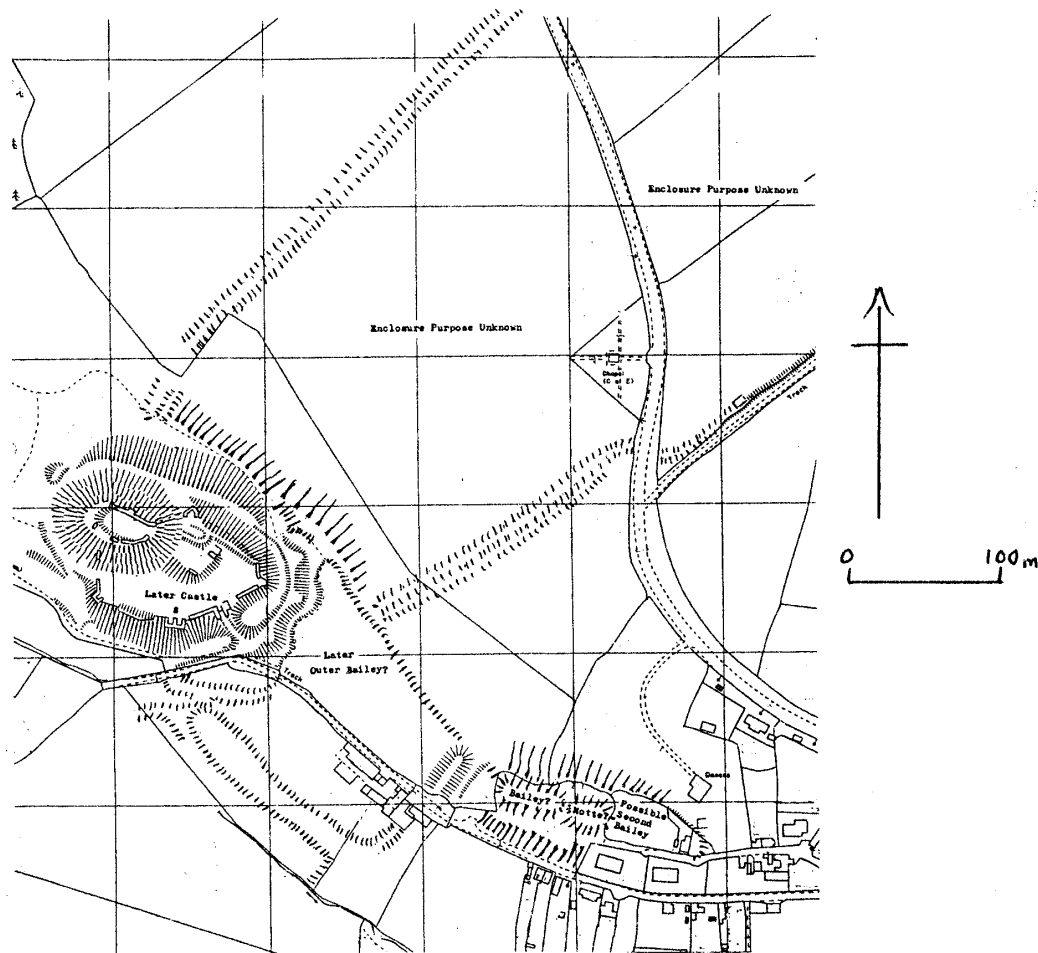 Enclosure Purpose Unknown
Enclosure Purpose Unknown
Chapel
(C of E)
Track
Later Castle
Later
Outer Bailey?
Track
0
100m
Bailey?
Motte?
Possible
Second
Bailey